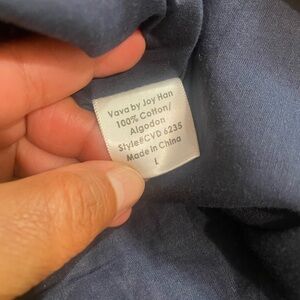 Vava by Joy Han
100% Cotton/
Algodon
Style#CVD 6235
Made in China
L